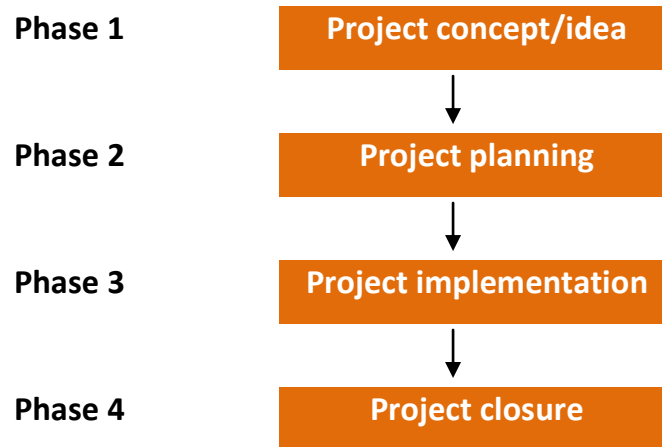 Phase 1 Project concept/idea
Phase 2 Project planning
Phase 3 Project implementation
Phase 4 Project closure